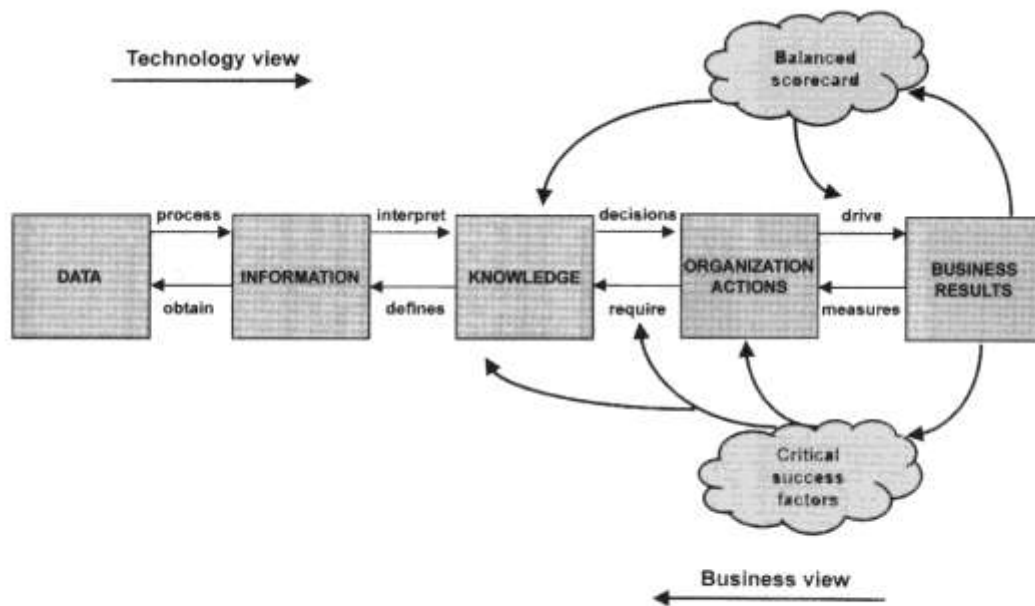 Technology view
Balanced
scorecard
process
interpret
decisions
drive
DATA
INFORMATION
KNOWLEDGE
ORGANIZATION
ACTIONS
BUSINESS
RESULTS
obtain
defines
require
measures
Critical
success
factors
Business view